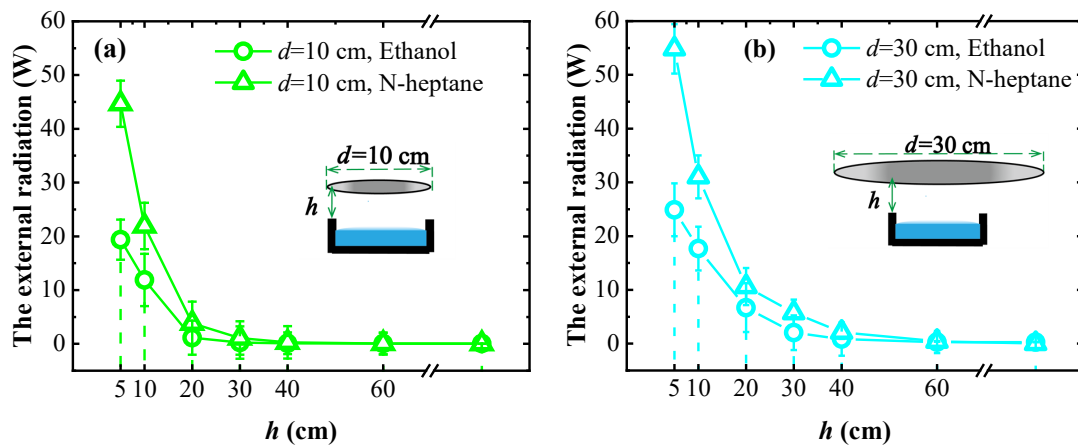 (a)
d=10 cm, Ethanol
d=10 cm, N-heptane
The external radiation (W)
60
50
40
30
20
10
0
d=10 cm
h
5 10 20 30 40 60
h (cm)
(b)
d=30 cm, Ethanol
d=30 cm, N-heptane
The external radiation (W)
60
50
40
30
20
10
0
d=30 cm
h
5 10 20 30 40 60
h (cm)